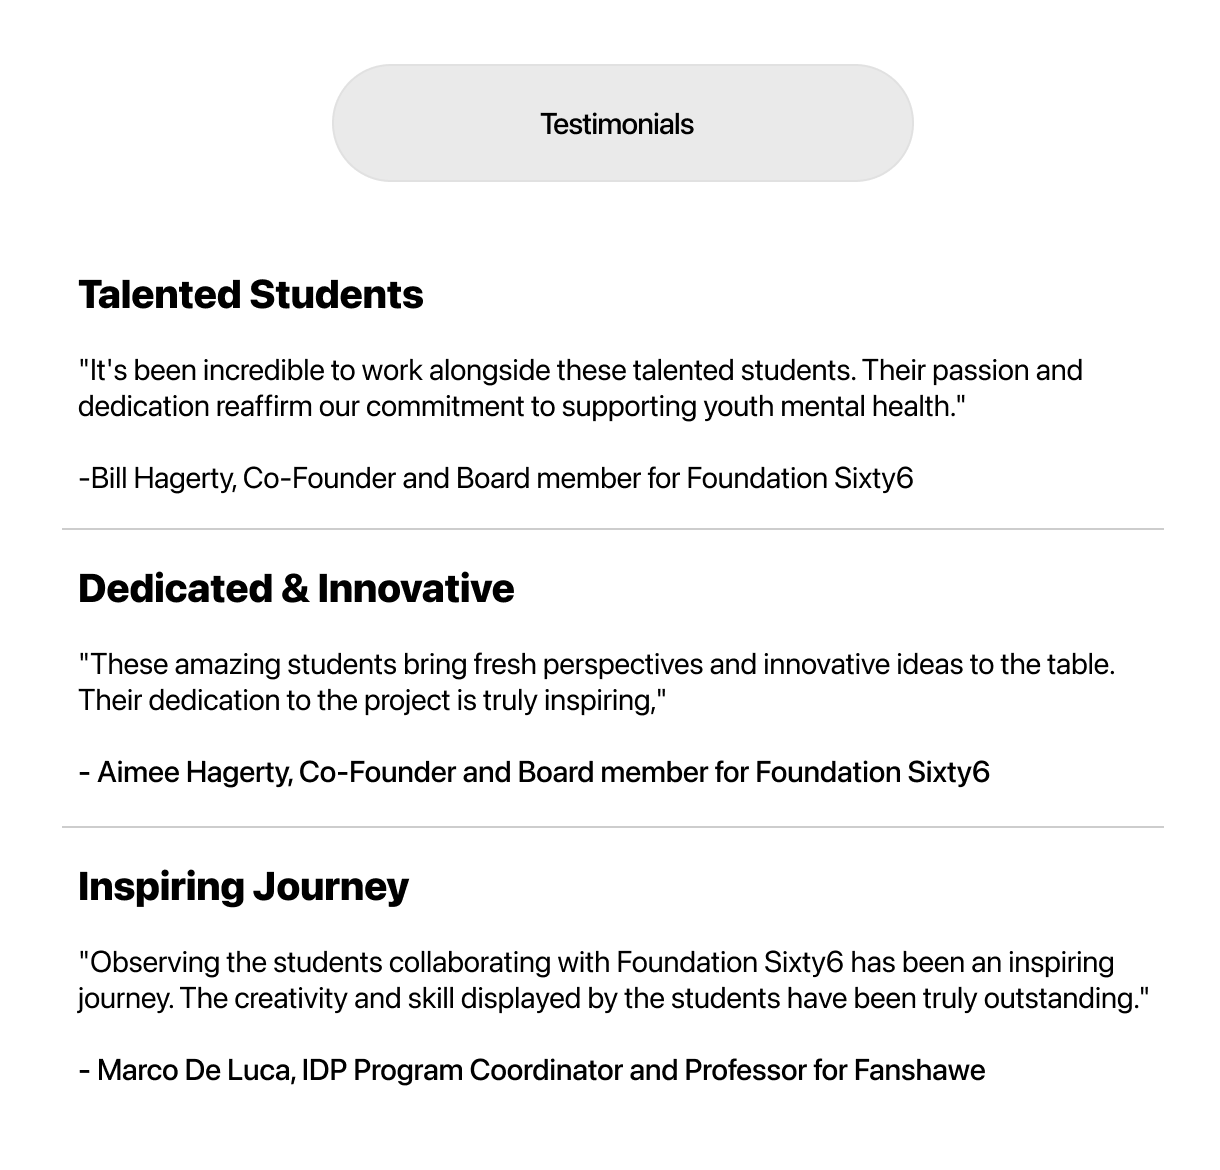 Testimonials
Talented Students
"It's been incredible to work alongside these talented students. Their passion and
dedication reaffirm our commitment to supporting youth mental health."
-Bill Hagerty, Co-Founder and Board member for Foundation Sixty6
Dedicated & Innovative
"These amazing students bring fresh perspectives and innovative ideas to the table.
Their dedication to the project is truly inspiring,"
- Aimee Hagerty, Co-Founder and Board member for Foundation Sixty6
Inspiring Journey
"Observing the students collaborating with Foundation Sixty6 has been an inspiring
journey. The creativity and skill displayed by the students have been truly outstanding."
- Marco De Luca, IDP Program Coordinator and Professor for Fanshawe